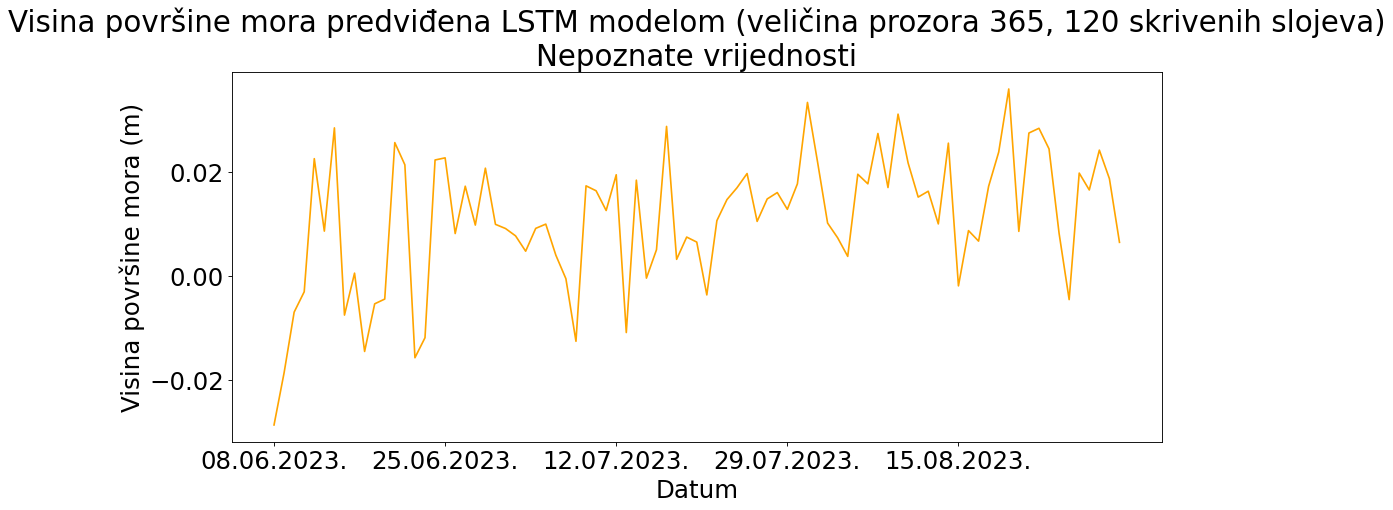 Visina površine mora predviđena LSTM modelom (veličina prozora 365, 120 skrivenih slojeva)
Nepoznate vrijednosti
Visina površine mora (m)
0.02
0.00
−0.02
08.06.2023. 25.06.2023. 12.07.2023. 29.07.2023. 15.08.2023.
Datum